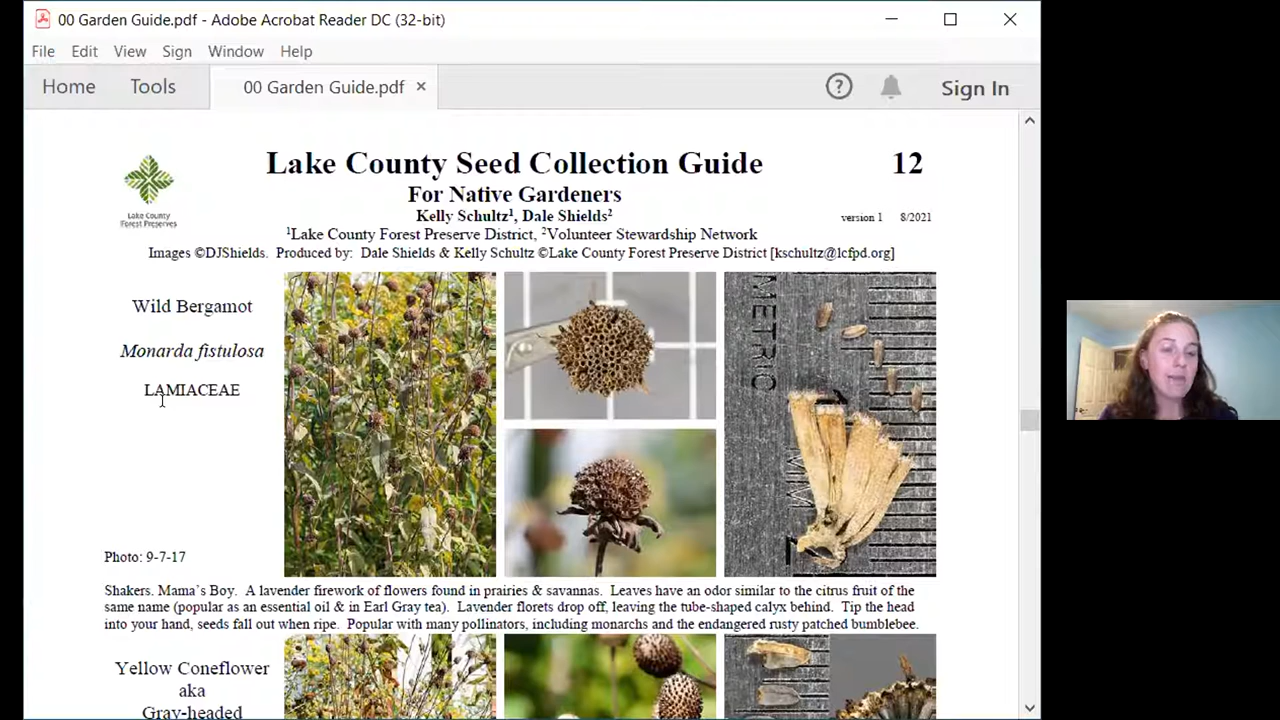 00 Garden Guide.pdf - Adobe Acrobat Reader DC (32-bit)
File Edit View Sign Window Help
Home Tools 00 Garden Guide.pdf × ? Sign In
Lake County Seed Collection Guide 12
For Native Gardeners
Kelly Schultz¹, Dale Shields²
version 1 8/2021
¹Lake County Forest Preserve District, ²Volunteer Stewardship Network
Lake County
Forest Preserves
Images ©DJShields. Produced by: Dale Shields & Kelly Schultz ©Lake County Forest Preserve District [kschultz@lcfpd.org]
Wild Bergamot
Monarda fistulosa
LAMIACEAE
METRIC
MM
Photo: 9-7-17
Shakers. Mama's Boy. A lavender firework of flowers found in prairies & savannas. Leaves have an odor similar to the citrus fruit of the
same name (popular as an essential oil & in Earl Gray tea). Lavender florets drop off, leaving the tube-shaped calyx behind. Tip the head
into your hand, seeds fall out when ripe. Popular with many pollinators, including monarchs and the endangered rusty patched bumblebee.
Yellow Coneflower
aka
Gray-headed